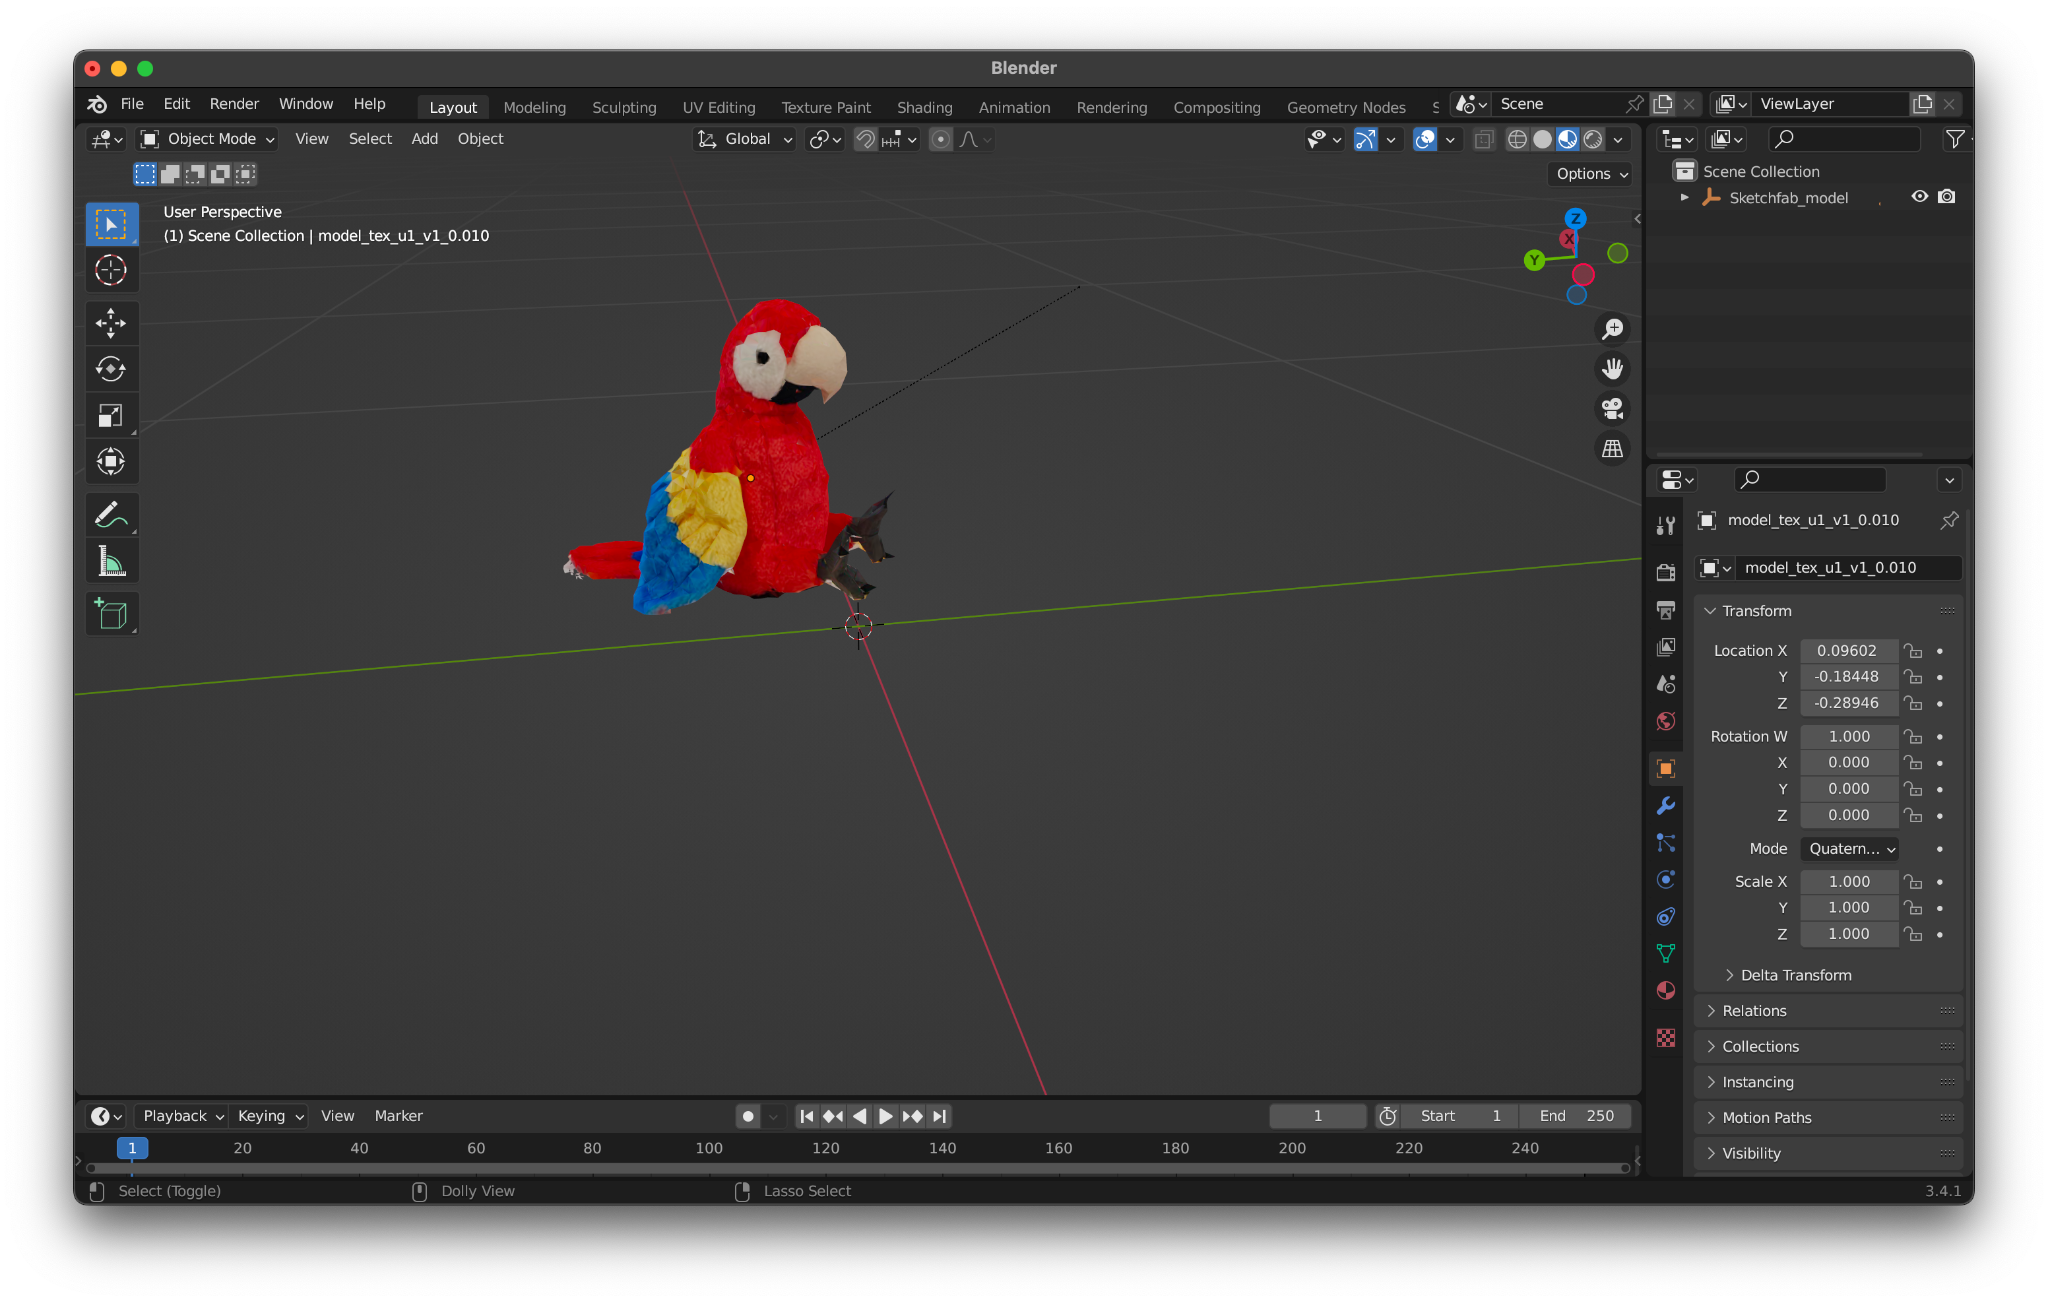 Blender
File Edit Render Window Help Layout Modeling Sculpting UV Editing Texture Paint Shading Animation Rendering Compositing Geometry Nodes Scene ViewLayer
Object Mode View Select Add Object Global
Options
User Perspective
(1) Scene Collection | model_tex_u1_v1_0.010
Z
X
Y
Scene Collection
Sketchfab_model
model_tex_u1_v1_0.010
model_tex_u1_v1_0.010
Transform
Location X 0.09602
Y -0.18448
Z -0.28946
Rotation W 1.000
X 0.000
Y 0.000
Z 0.000
Mode Quatern...
Scale X 1.000
Y 1.000
Z 1.000
Delta Transform
Relations
Collections
Instancing
Motion Paths
Visibility
Playback Keying View Marker 1 Start 1 End 250
1 20 40 60 80 100 120 140 160 180 200 220 240
Select (Toggle) Dolly View Lasso Select 3.4.1